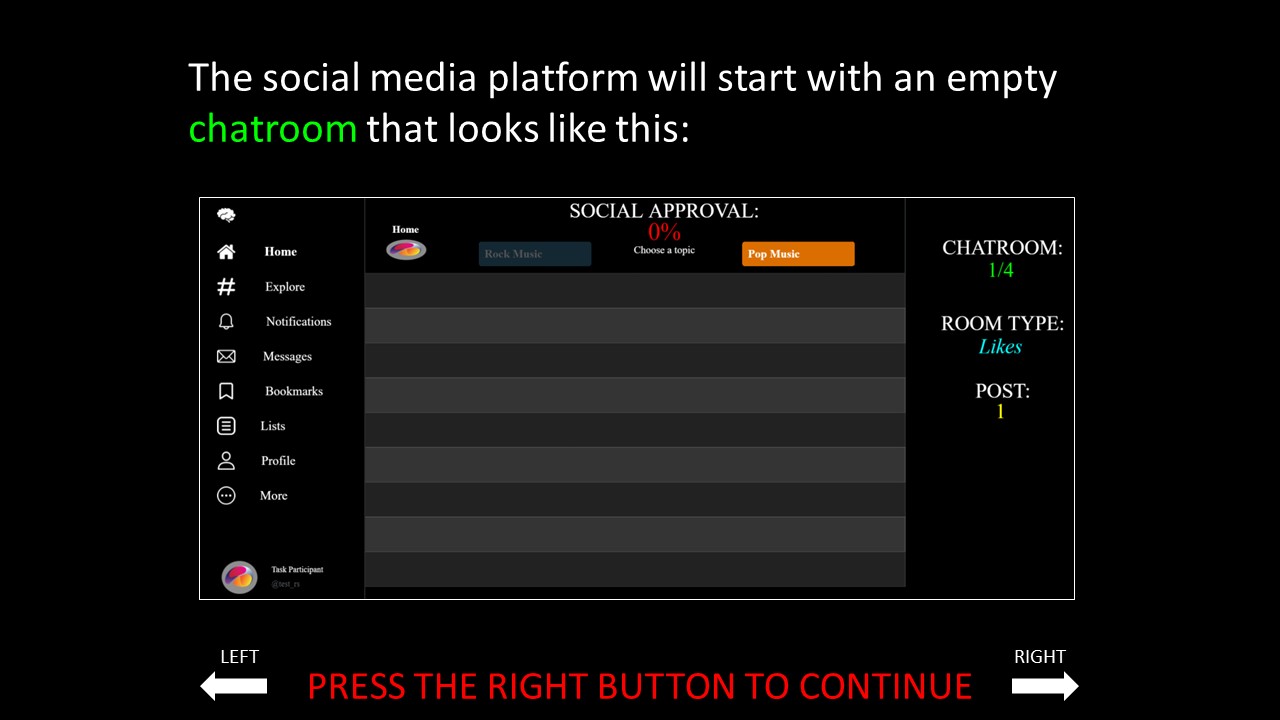 The social media platform will start with an empty
chatroom that looks like this:
SOCIAL APPROVAL:
0%
Home
Choose a topic
Rock Music
Pop Music
Home
Explore
Notifications
Messages
Bookmarks
Lists
Profile
More
Task Participant
@test_rs
CHATROOM:
1/4
ROOM TYPE:
Likes
POST:
1
LEFT
RIGHT
PRESS THE RIGHT BUTTON TO CONTINUE